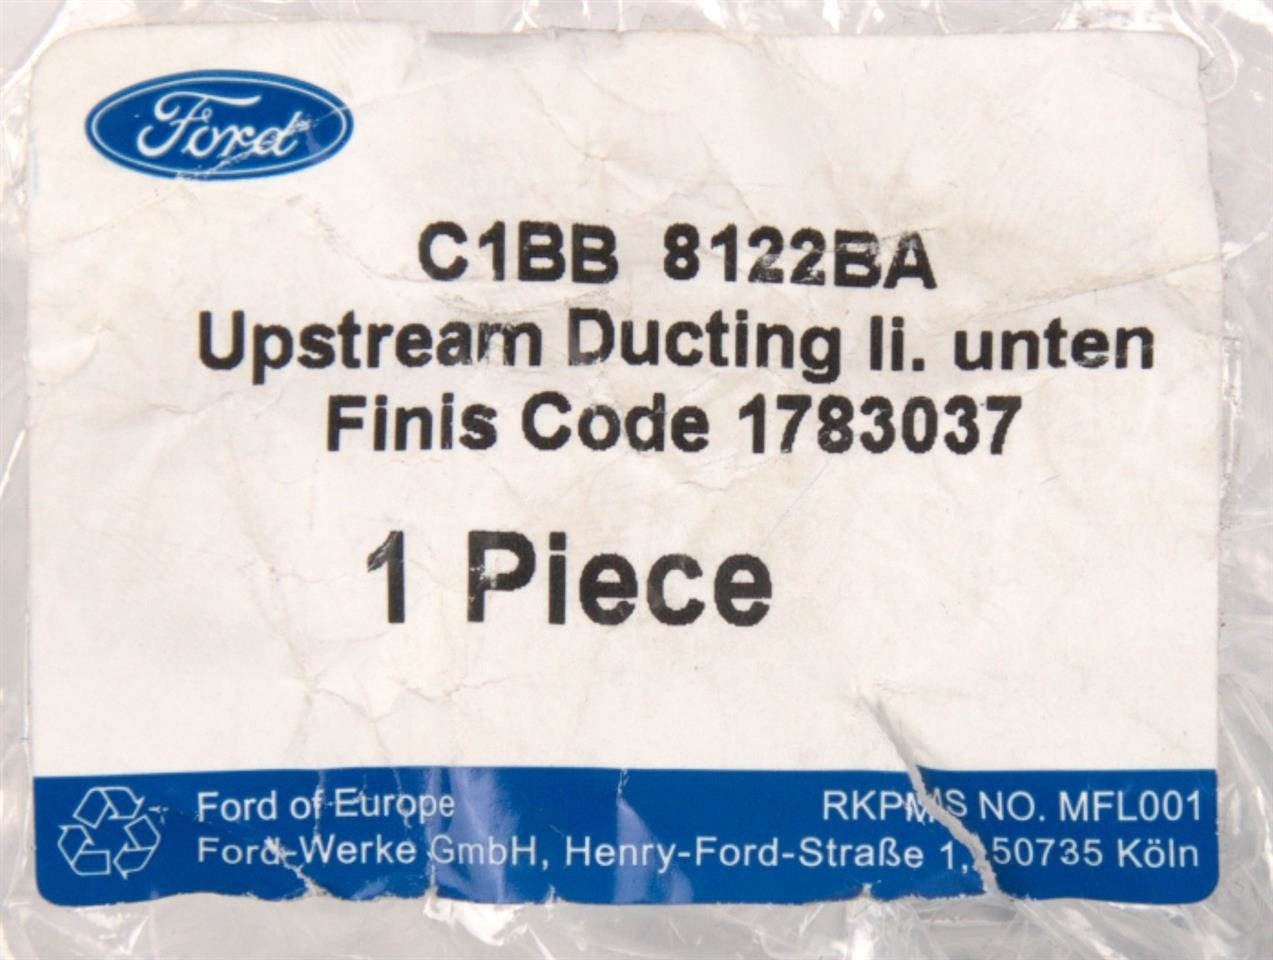 Ford
C1BB 8122BA
Upstream Ducting li. unten
Finis Code 1783037
1 Piece
Ford of Europe
Ford-Werke GmbH, Henry-Ford-Straße 1, 50735 Köln
RKPMS NO. MFL001